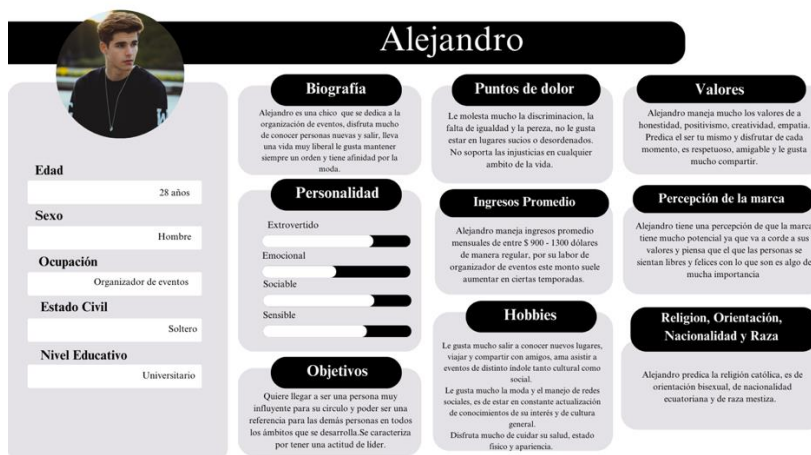 Alejandro
Edad
28 años
Sexo
Hombre
Ocupación
Organizador de eventos
Estado Civil
Soltero
Nivel Educativo
Universitario
Biografía
Alejandro es una chico que se dedica a la
organización de eventos, disfruta mucho
de conocer personas nuevas y salir, lleva
una vida muy liberal le gusta mantener
siempre un orden y tiene afinidad por la
moda.
Personalidad
Extrovertido
Emocional
Sociable
Sensible
Objetivos
Quiere llegar a ser una persona muy
influyente para su circulo y poder ser una
referencia para las demás personas en todos
los ámbitos que se desarrolla.Se caracteriza
por tener una actitud de líder.
Puntos de dolor
Le molesta mucho la discriminacion, la
falta de igualdad y la pereza, no le gusta
estar en lugares sucios o desordenados.
No soporta las injusticias en cualquier
ambito de la vida.
Ingresos Promedio
Alejandro maneja ingresos promedio
mensuales de entre $ 900 - 1300 dólares
de manera regular, por su labor de
organizador de eventos este monto suele
aumentar en ciertas temporadas.
Hobbies
Le gusta mucho salir a conocer nuevos lugares,
viajar y compartir con amigos, ama asistir a
eventos de distinto índole tanto cultural como
social.
Le gusta mucho la moda y el manejo de redes
sociales, es de estar en constante actualización
de conocimientos de su interés y de cultura
general.
Disfruta mucho de cuidar su salud, estado
fisico y apariencia.
Valores
Alejandro maneja mucho los valores de a
honestidad, positivismo, creatividad, empatia.
Predica el ser tu mismo y disfrutar de cada
momento, es respetuoso, amigable y le gusta
mucho compartir.
Percepción de la marca
Alejandro tiene una percepción de que la marca
tiene mucho potencial ya que va a corde a sus
valores y piensa que el que las personas se
sientan libres y felices con lo que son es algo de
mucha importancia
Religion, Orientación,
Nacionalidad y Raza
Alejandro predica la religión católica, es de
orientación bisexual, de nacionalidad
ecuatoriana y de raza mestiza.